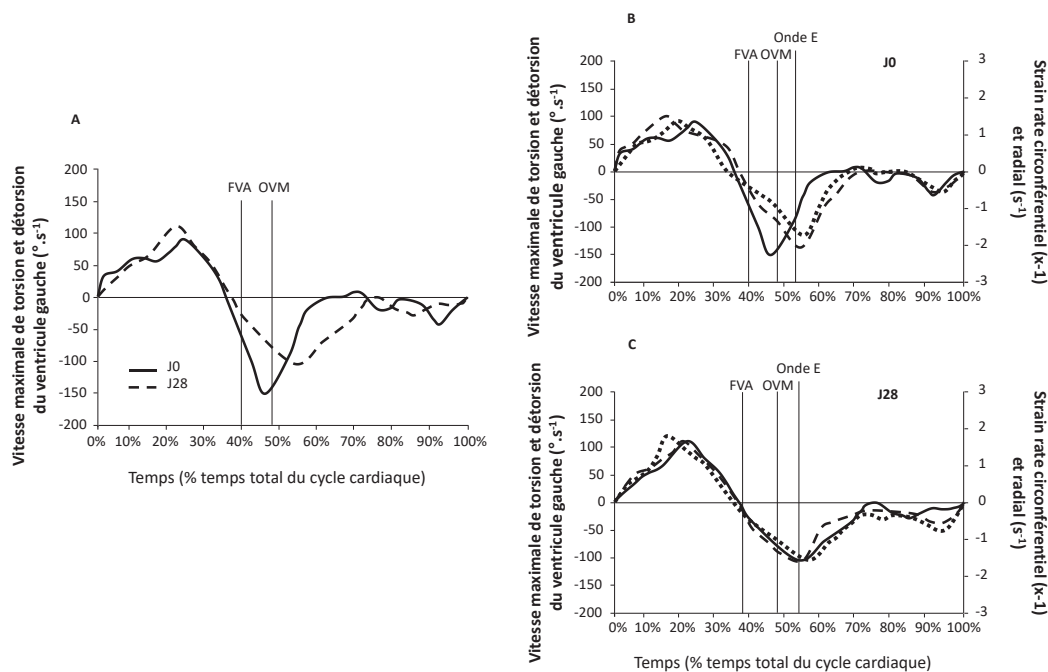 A
Vitesse maximale de torsion et détorsion
du ventricule gauche (°.s-1)
200
150
100
50
0
-50
-100
-150
-200
FVA OVM
J0
J28
0% 10% 20% 30% 40% 50% 60% 70% 80% 90% 100%
Temps (% temps total du cycle cardiaque)
B
Vitesse maximale de torsion et détorsion
du ventricule gauche (°.s-1)
200
150
100
50
0
-50
-100
-150
-200
Onde E
FVA OVM
J0
3
2
1
0
-1
-2
-3
Strain rate circonférentiel (x-1)
et radial (s-1)
0% 10% 20% 30% 40% 50% 60% 70% 80% 90% 100%
C
Vitesse maximale de torsion et détorsion
du ventricule gauche (°.s-1)
200
150
100
50
0
-50
-100
-150
-200
Onde E
FVA OVM
J28
3
2
1
0
-1
-2
-3
Strain rate circonférentiel (x-1)
et radial (s-1)
0% 10% 20% 30% 40% 50% 60% 70% 80% 90% 100%
Temps (% temps total du cycle cardiaque)